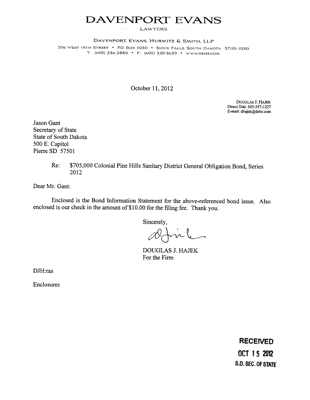 DAVENPORT EVANS
LAWYERS
DAVENPORT, EVANS, HURWITZ & SMITH, LLP
206 WEST 14TH STREET • PO BOX 1030 • SIOUX FALLS SOUTH DAKOTA 57101-1030
T: (605) 336-2880 • F: (605) 335-3639 •
October 11, 2012
DOUGLAS J. HAJEK
Direct Dial: 605-357-1227
E-mail: dhajek@dehs.com
Jason Gant
Secretary of State
State of South Dakota
500 E. Capitol
Pierre SD 57501
Re: $705,000 Colonial Pine Hills Sanitary District General Obligation Bond, Series
2012
Dear Mr. Gant:
Enclosed is the Bond Information Statement for the above-referenced bond issue. Also
enclosed is our check in the amount of $10.00 for the filing fee. Thank you.
Sincerely,
DOUGLAS J. HAJEK
For the Firm
DJH:ras
Enclosures
RECEIVED
OCT 15 2012
S.D. SEC. OF STATE